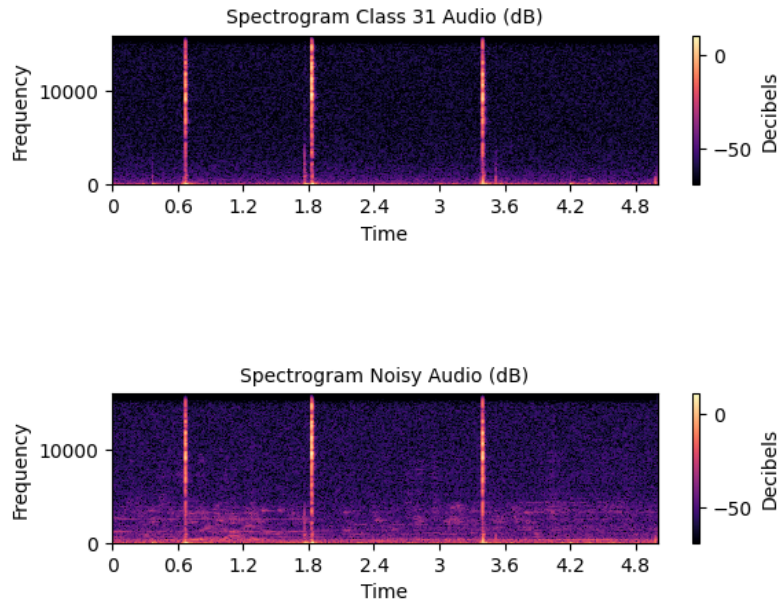 Spectrogram Class 31 Audio (dB)
Frequency
10000
0
0 0.6 1.2 1.8 2.4 3 3.6 4.2 4.8
Time
0
−50
Decibels
Spectrogram Noisy Audio (dB)
Frequency
10000
0
0 0.6 1.2 1.8 2.4 3 3.6 4.2 4.8
Time
0
−50
Decibels